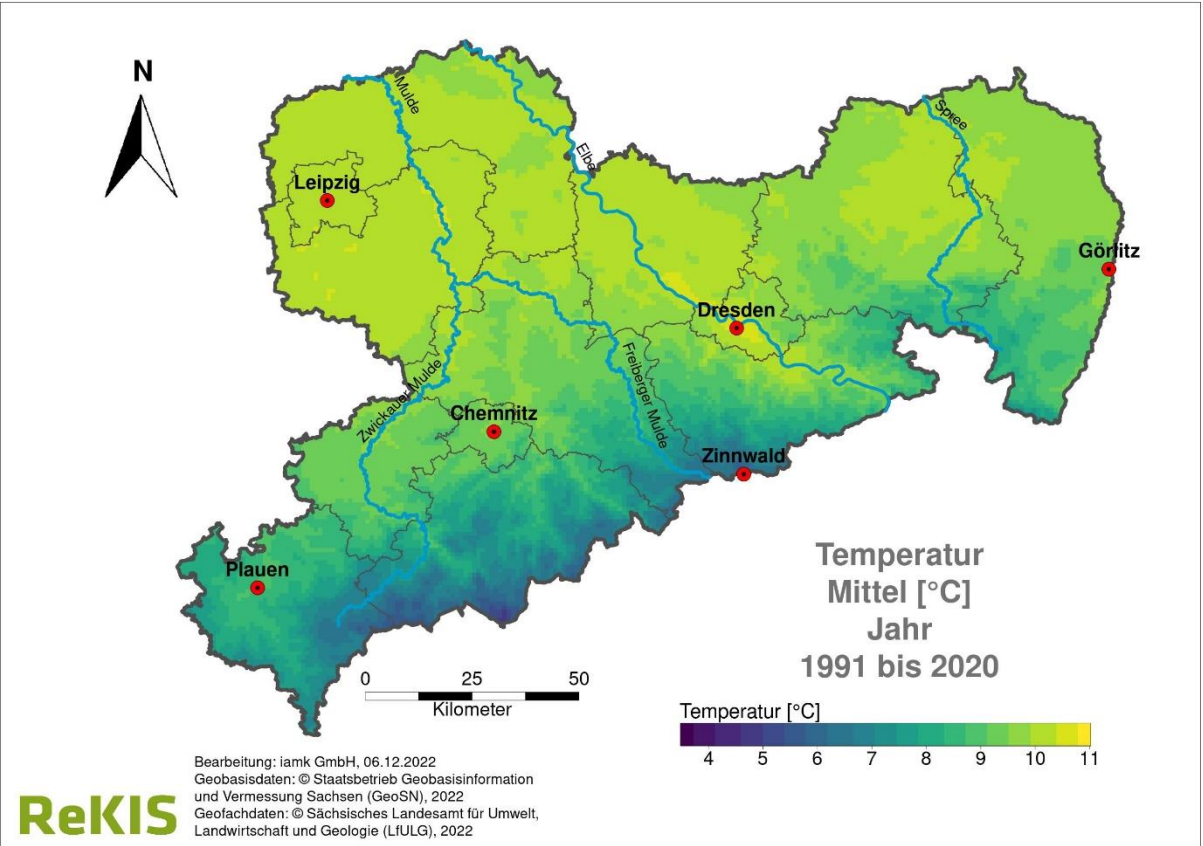 N
Mulde
Elbe
Spree
Leipzig
Görlitz
Dresden
Freiberger Mulde
Zwickauer Mulde
Chemnitz
Zinnwald
Plauen
Temperatur
Mittel [°C]
Jahr
1991 bis 2020
0 25 50
Kilometer
Temperatur [°C]
4 5 6 7 8 9 10 11
Bearbeitung: iamk GmbH, 06.12.2022
Geobasisdaten: © Staatsbetrieb Geobasisinformation
und Vermessung Sachsen (GeoSN), 2022
Geofachdaten: © Sächsisches Landesamt für Umwelt,
Landwirtschaft und Geologie (LfULG), 2022
ReKIS